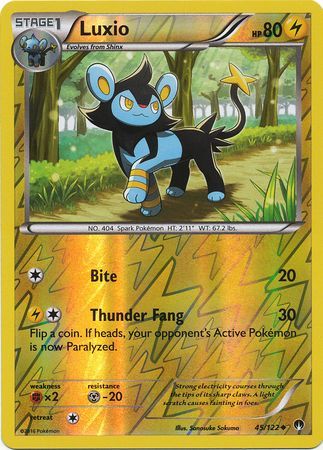 STAGE1
Luxio
HP80
Evolves from Shinx
NO. 404 Spark Pokémon HT: 2'11" WT: 67.2 lbs.
Bite 20
Thunder Fang 30
Flip a coin. If heads, your opponent's Active Pokémon
is now Paralyzed.
weakness
×2
resistance
-20
retreat
Strong electricity courses through
the tips of its sharp claws. A light
scratch causes fainting in foes.
©2016 Pokémon
Illus. Sanosuke Sakuma
45/122